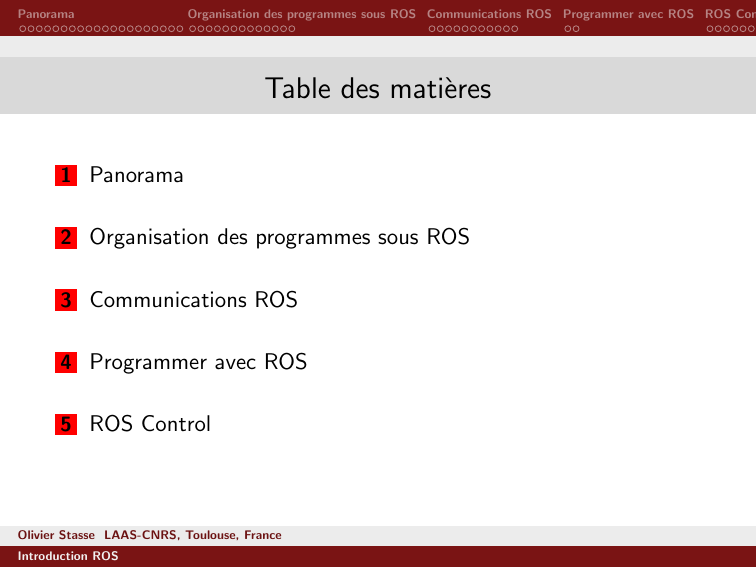 Panorama
Organisation des programmes sous ROS
Communications ROS
Programmer avec ROS
ROS Con
Table des matières
1 Panorama
2 Organisation des programmes sous ROS
3 Communications ROS
4 Programmer avec ROS
5 ROS Control
Olivier Stasse LAAS-CNRS, Toulouse, France
Introduction ROS